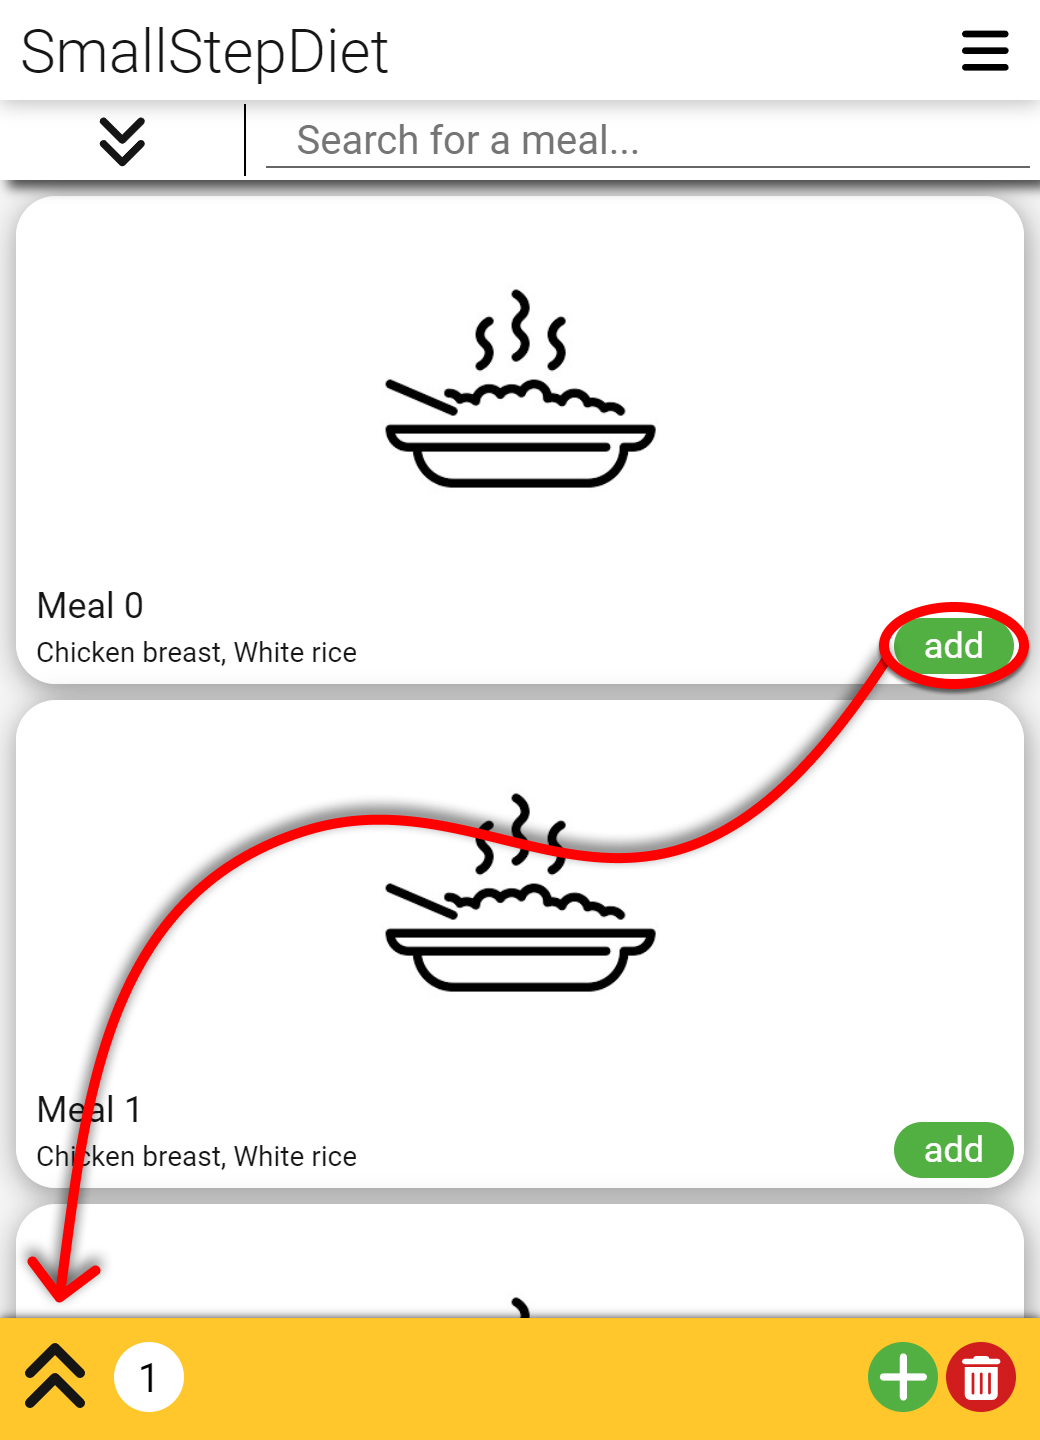 SmallStepDiet
Search for a meal...
Meal 0
Chicken breast, White rice
add
Meal 1
Chicken breast, White rice
add
1